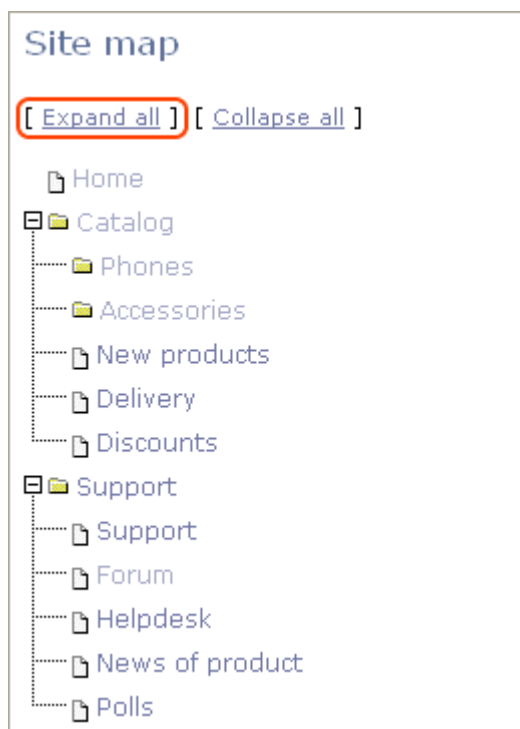 Site map
[ Expand all ] [ Collapse all ]
Home
Catalog
Phones
Accessories
New products
Delivery
Discounts
Support
Support
Forum
Helpdesk
News of product
Polls